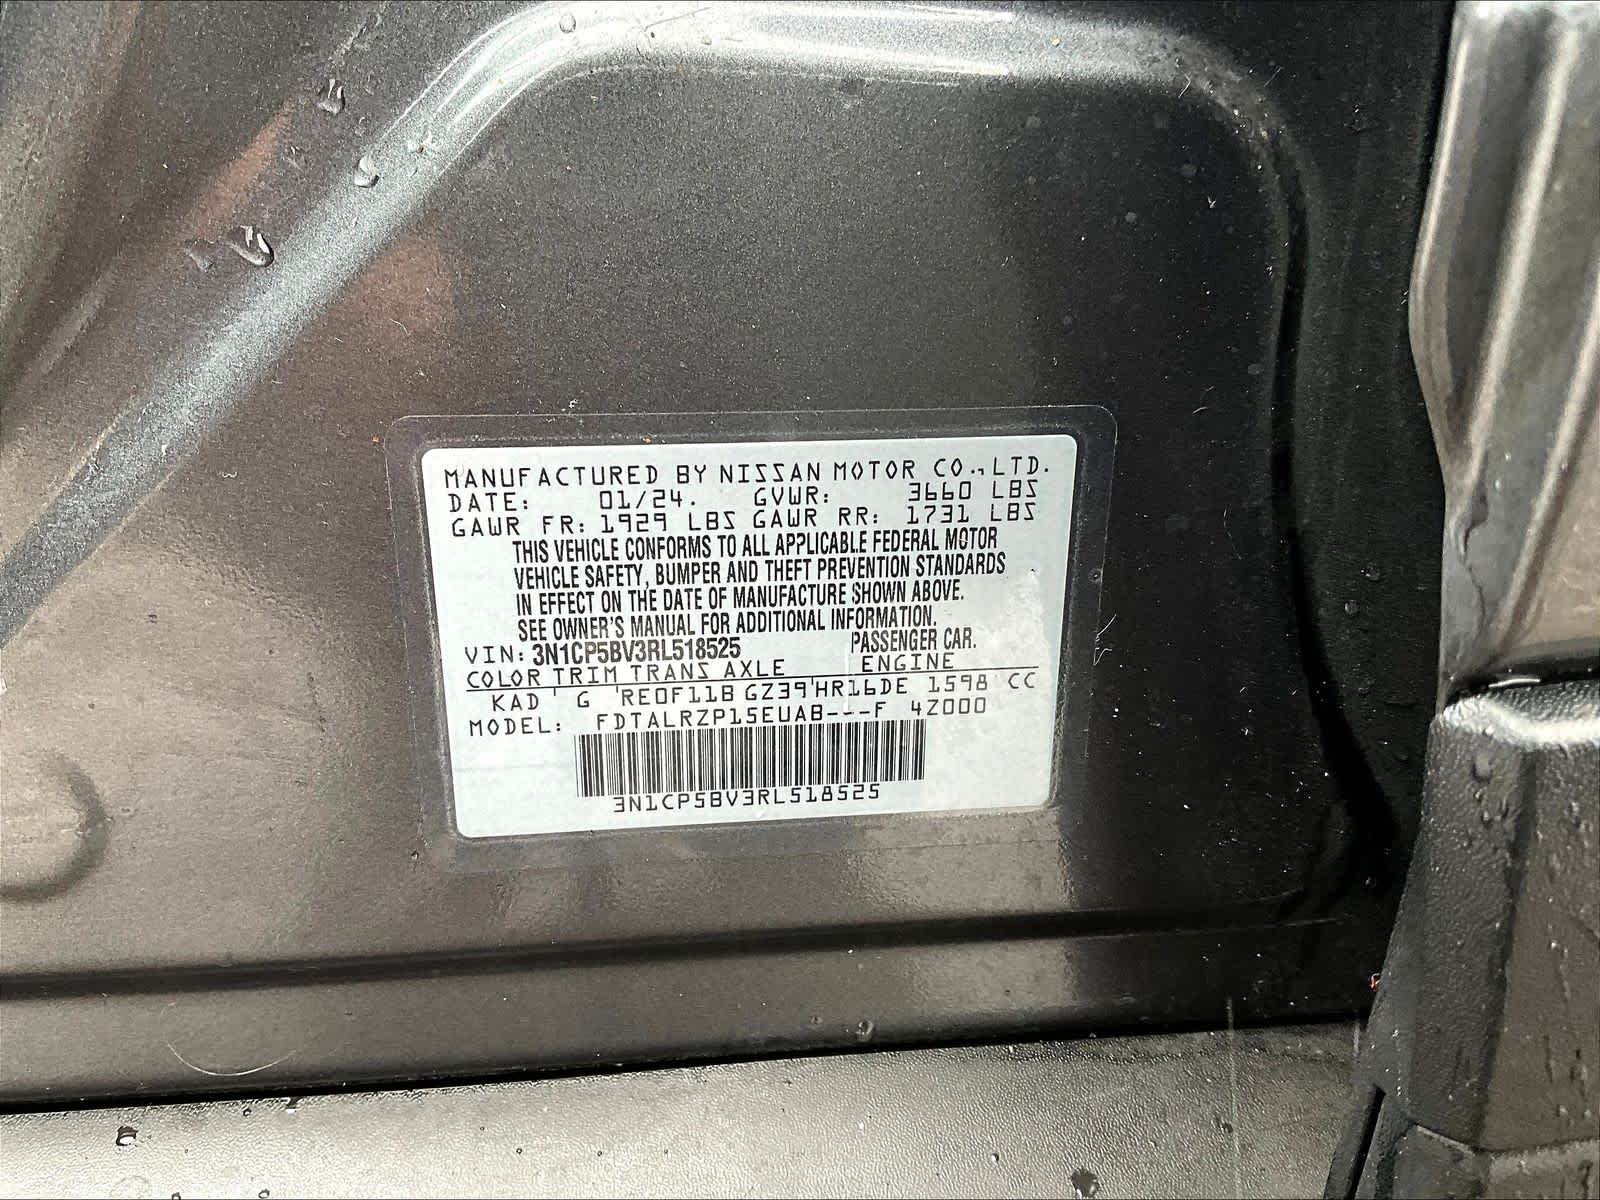 MANUFACTURED BY NISSAN MOTOR CO., LTD.
DATE: 01/24. GVWR: 3660 LBS
GAWR FR: 1929 LBS GAWR RR: 1731 LBS
THIS VEHICLE CONFORMS TO ALL APPLICABLE FEDERAL MOTOR
VEHICLE SAFETY, BUMPER AND THEFT PREVENTION STANDARDS
IN EFFECT ON THE DATE OF MANUFACTURE SHOWN ABOVE.
SEE OWNER'S MANUAL FOR ADDITIONAL INFORMATION.
VIN: 3N1CP5BV3RL518525 PASSENGER CAR.
COLOR TRIM TRANS AXLE ENGINE
KAD G RE0F11B GZ39 HR16DE 1598 CC
MODEL: FDTALRZP15EUAB---F 4Z000
3N1CP5BV3RL518525